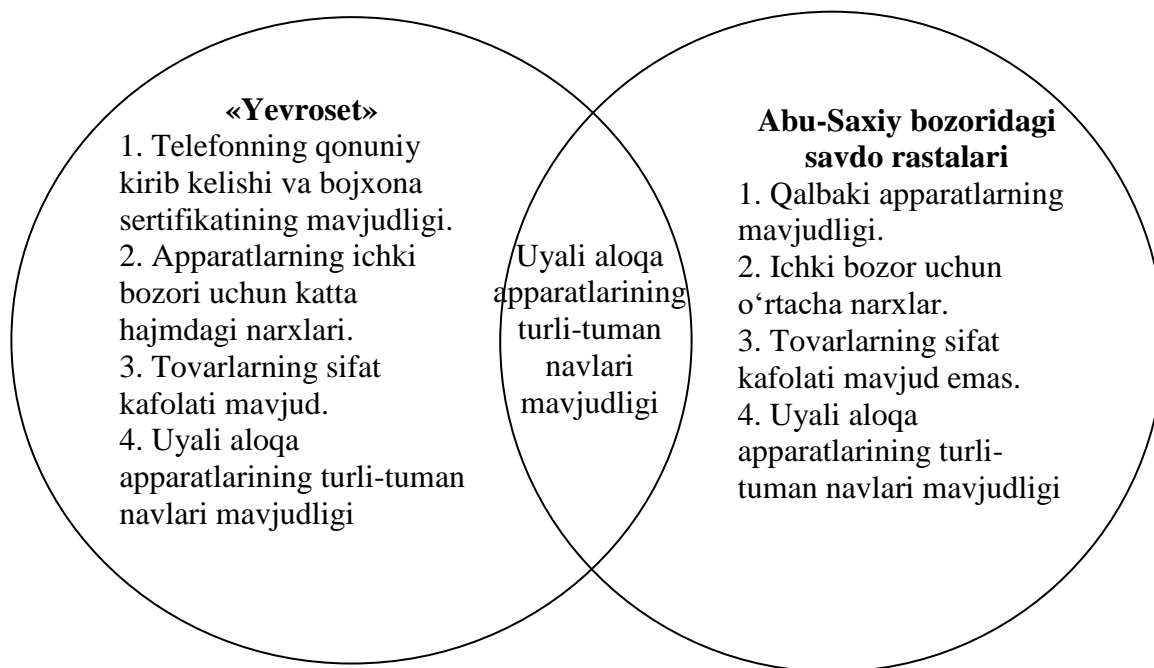 «Yevroset»
1. Telefonning qonuniy
kirib kelishi va bojxona
sertifikatining mavjudligi.
2. Apparatlarning ichki
bozori uchun katta
hajmdagi narxlari.
3. Tovarlarning sifat
kafolati mavjud.
4. Uyali aloqa
apparatlarining turli-tuman
navlari mavjudligi
Uyali aloqa
apparatlarining
turli-tuman
navlari
mavjudligi
Abu-Saxiy bozoridagi
savdo rastalari
1. Qalbaki apparatlarning
mavjudligi.
2. Ichki bozor uchun
o‘rtacha narxlar.
3. Tovarlarning sifat
kafolati mavjud emas.
4. Uyali aloqa
apparatlarining turli-
tuman navlari mavjudligi